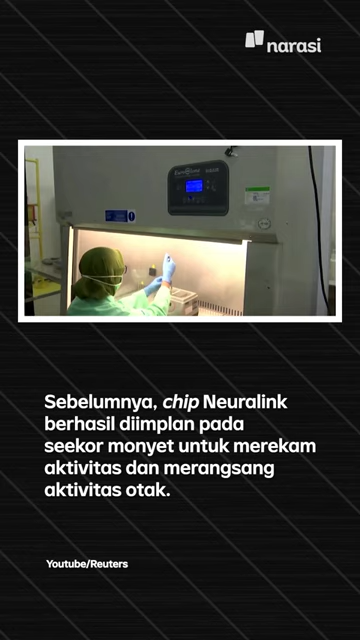 narasi
Sebelumnya, chip Neuralink
berhasil diimplan pada
seekor monyet untuk merekam
aktivitas dan merangsang
aktivitas otak.
Youtube/Reuters